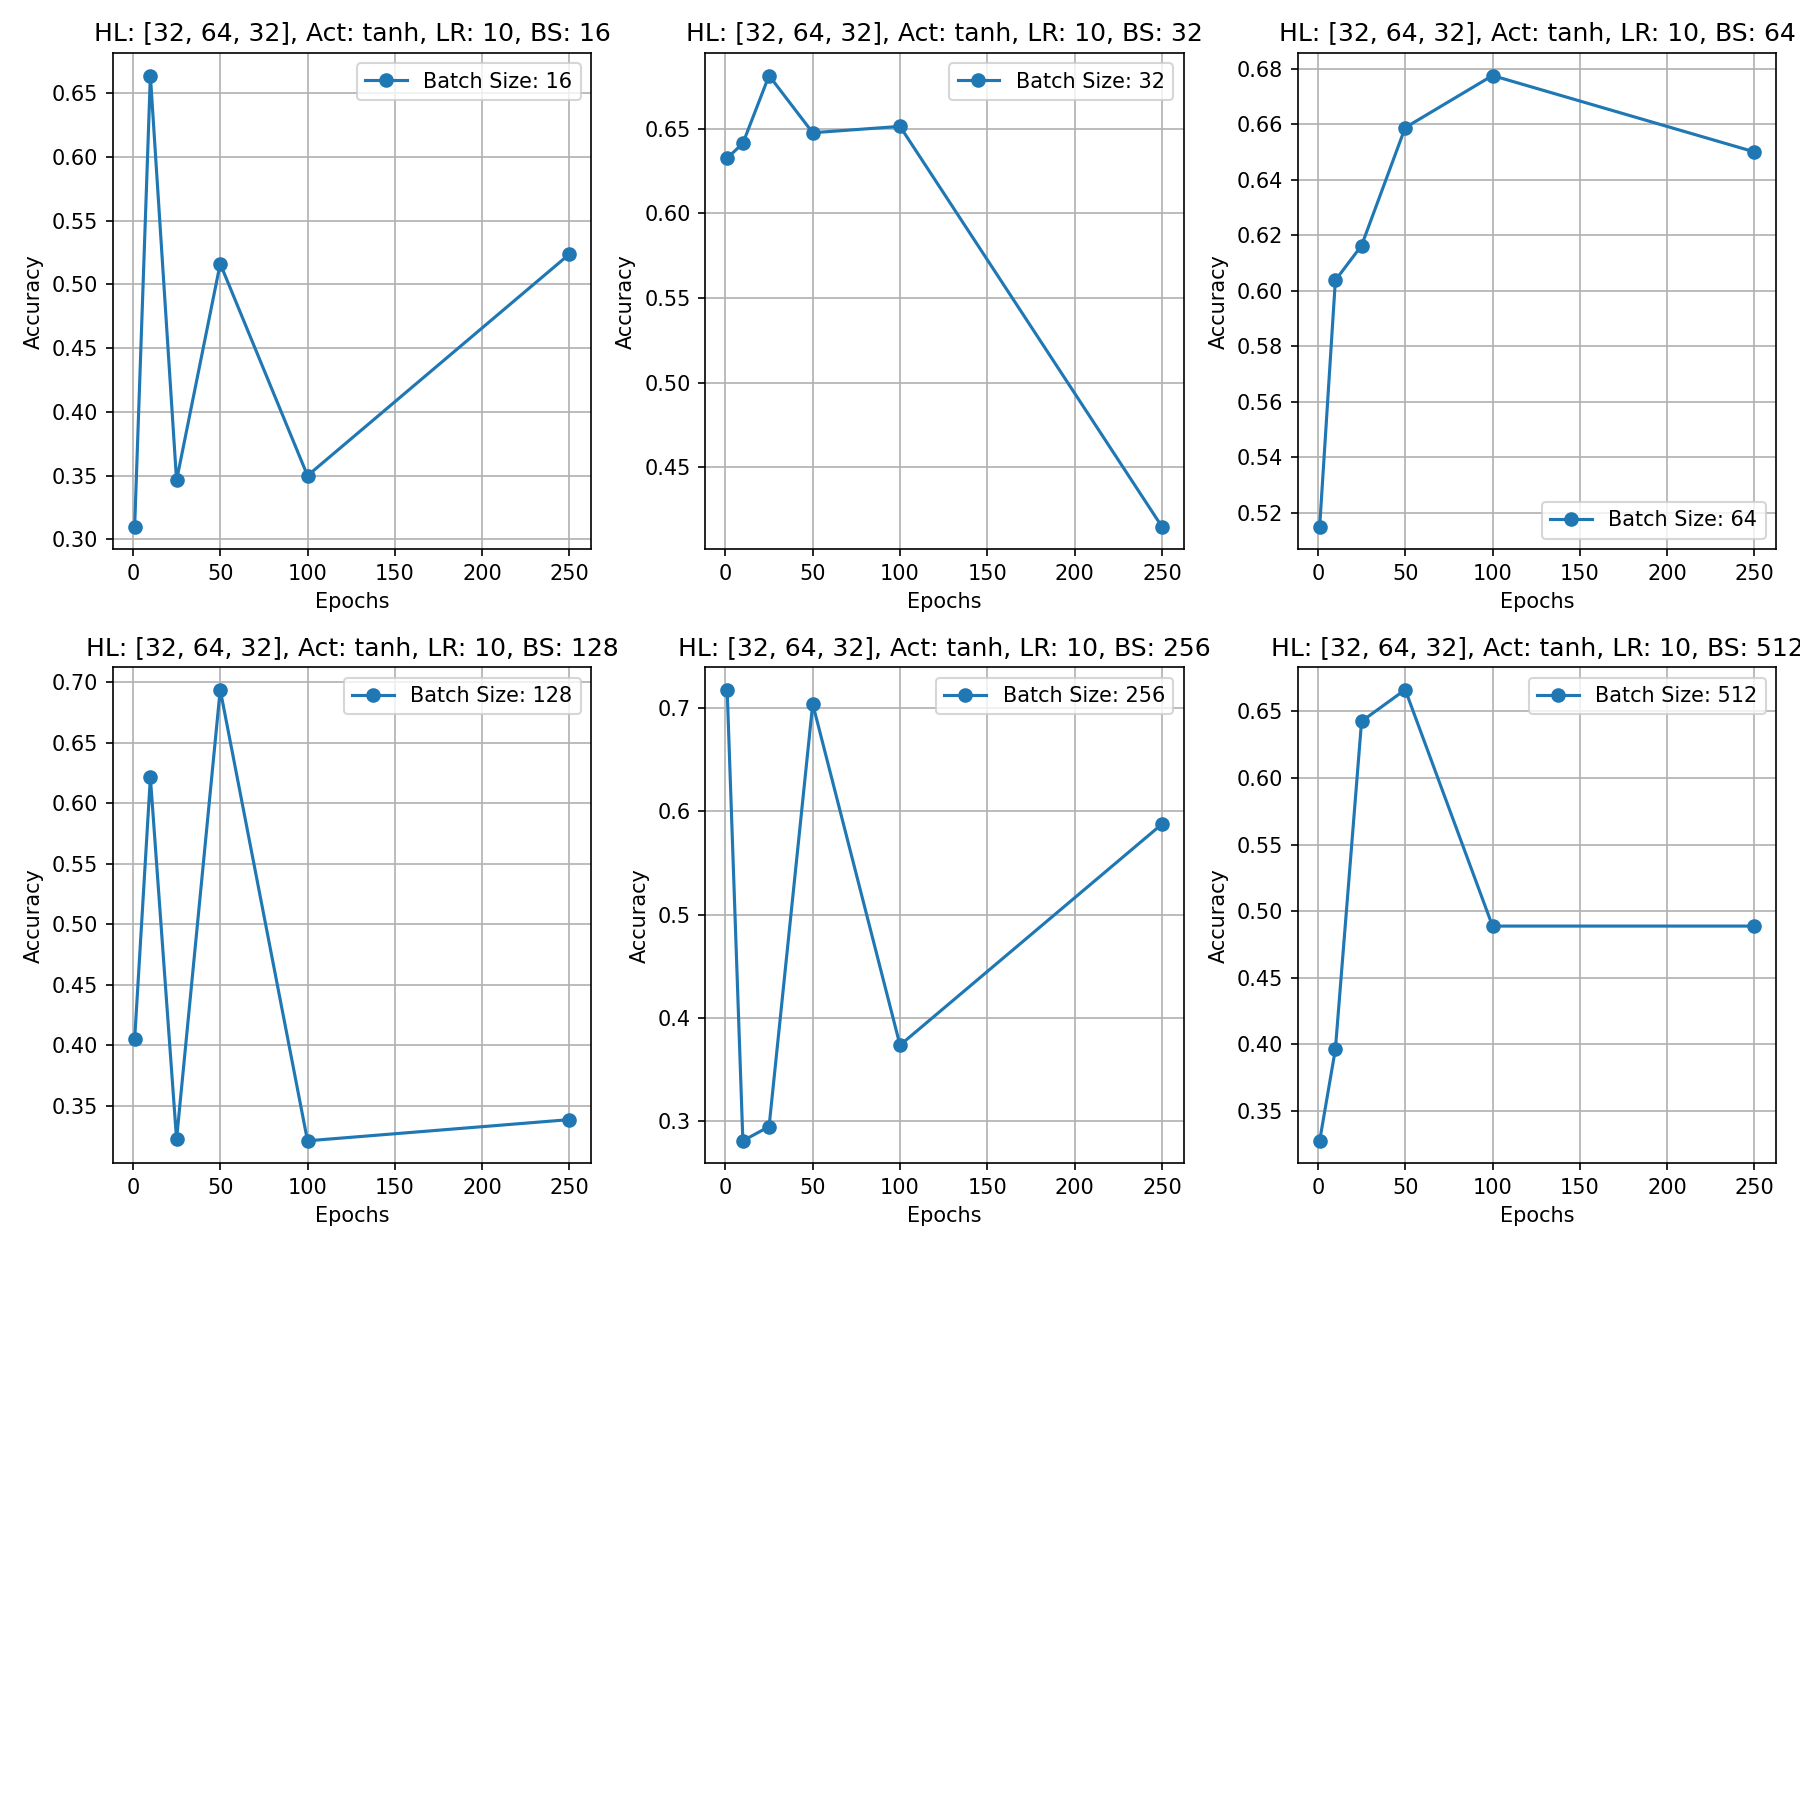 HL: [32, 64, 32], Act: tanh, LR: 10, BS: 16
Batch Size: 16
Accuracy
0.65
0.60
0.55
0.50
0.45
0.40
0.35
0.30
0 50 100 150 200 250
Epochs
HL: [32, 64, 32], Act: tanh, LR: 10, BS: 32
Batch Size: 32
Accuracy
0.65
0.60
0.55
0.50
0.45
0 50 100 150 200 250
Epochs
HL: [32, 64, 32], Act: tanh, LR: 10, BS: 64
Accuracy
0.68
0.66
0.64
0.62
0.60
0.58
0.56
0.54
0.52
Batch Size: 64
0 50 100 150 200 250
Epochs
HL: [32, 64, 32], Act: tanh, LR: 10, BS: 128
Batch Size: 128
Accuracy
0.70
0.65
0.60
0.55
0.50
0.45
0.40
0.35
0 50 100 150 200 250
Epochs
HL: [32, 64, 32], Act: tanh, LR: 10, BS: 256
Batch Size: 256
Accuracy
0.7
0.6
0.5
0.4
0.3
0 50 100 150 200 250
Epochs
HL: [32, 64, 32], Act: tanh, LR: 10, BS: 512
Batch Size: 512
Accuracy
0.65
0.60
0.55
0.50
0.45
0.40
0.35
0 50 100 150 200 250
Epochs